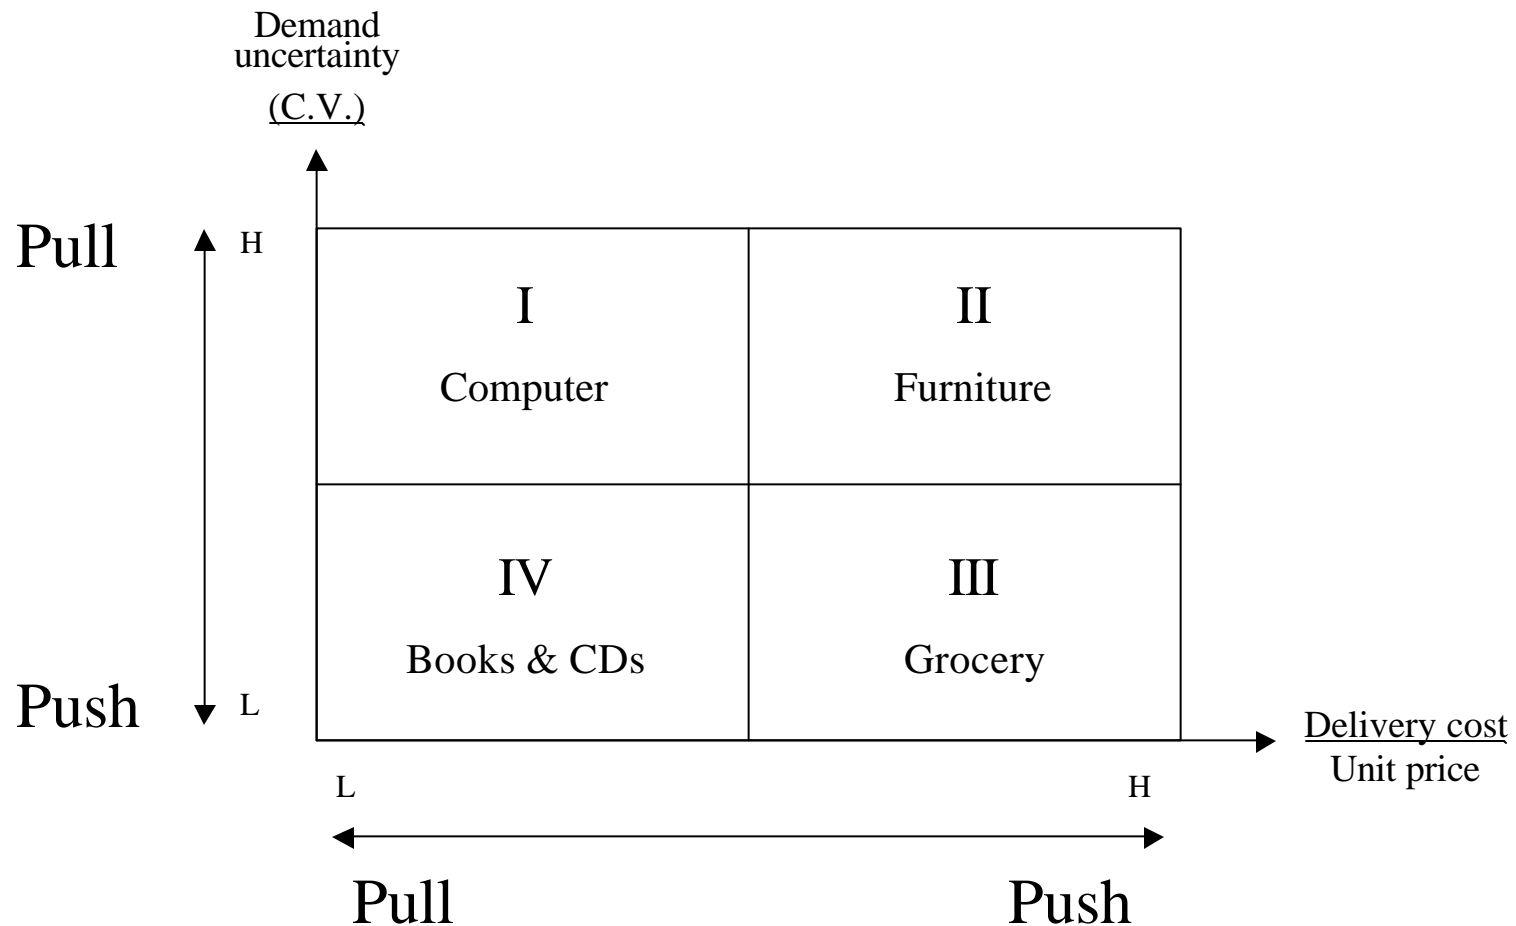 Demand
uncertainty
(C.V.)
Pull
H
I
II
Computer
Furniture
IV
III
Books & CDs
Grocery
Push
L
Delivery cost
Unit price
L
H
Pull
Push